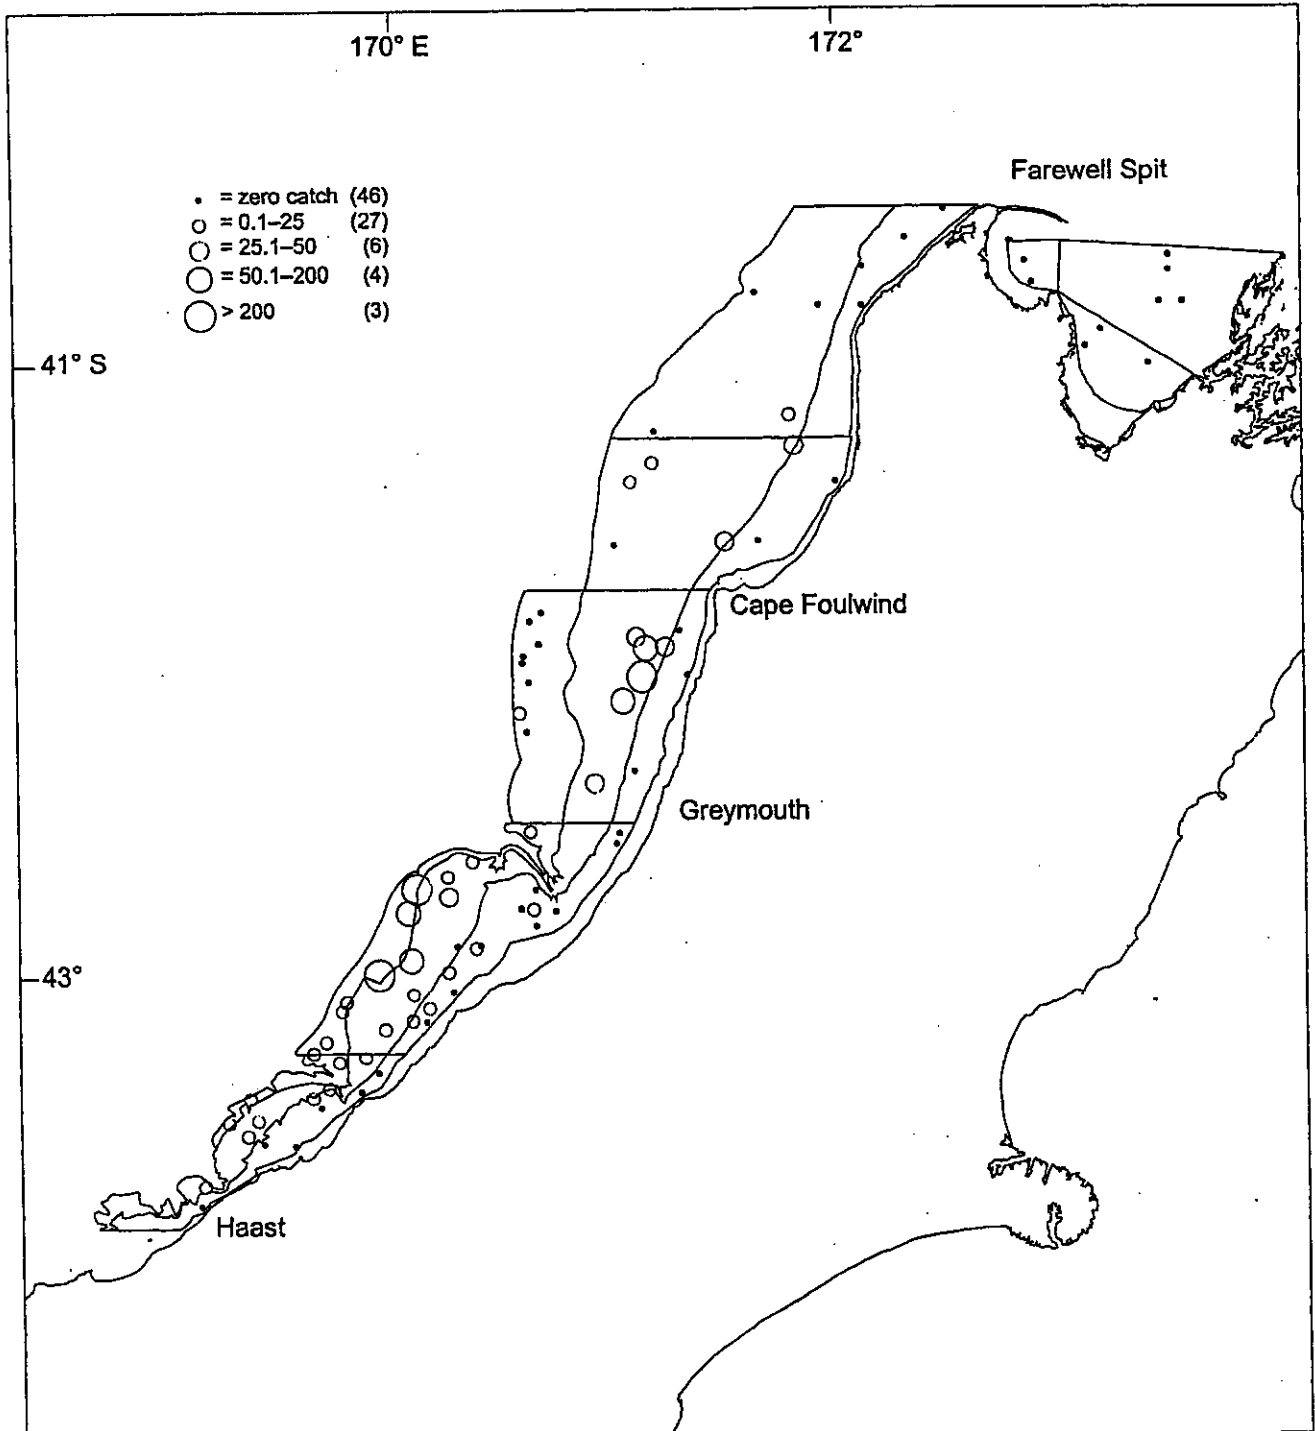 170° E
172°
Farewell Spit
• = zero catch (46)
○ = 0.1–25 (27)
○ = 25.1–50 (6)
○ = 50.1–200 (4)
○ > 200 (3)
41° S
Cape Foulwind
Greymouth
43°
Haast